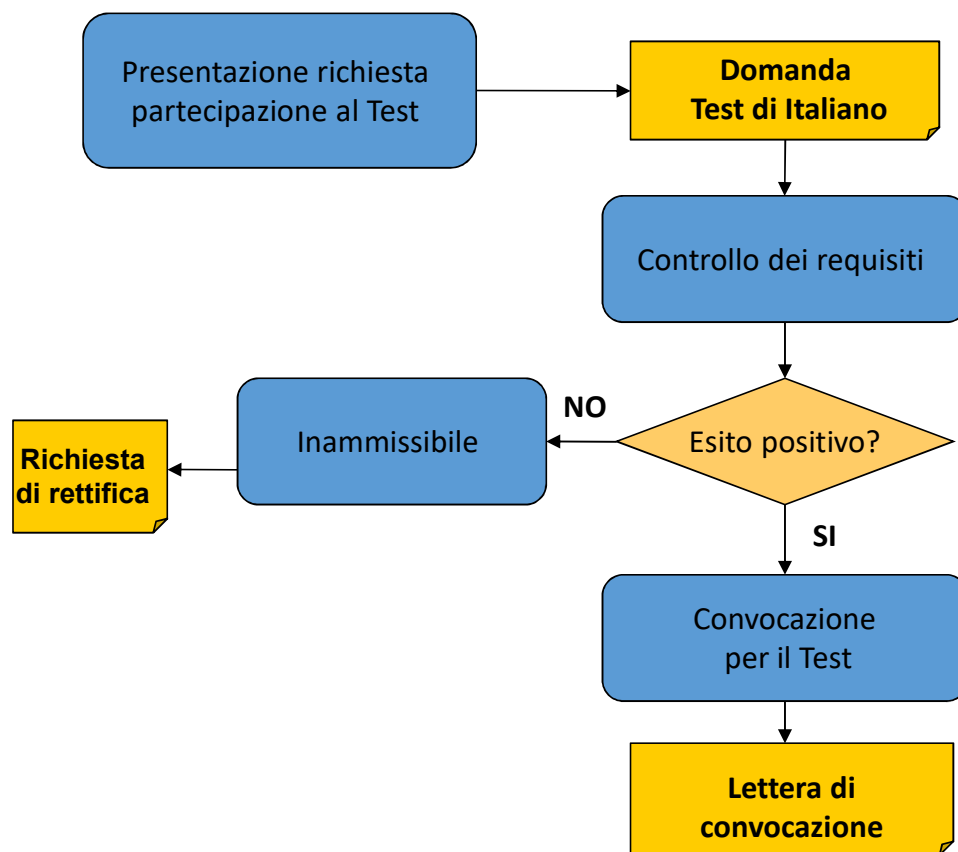 Presentazione richiesta
partecipazione al Test
Domanda
Test di Italiano
Controllo dei requisiti
Esito positivo?
NO
Inammissibile
Richiesta
di rettifica
SI
Convocazione
per il Test
Lettera di
convocazione